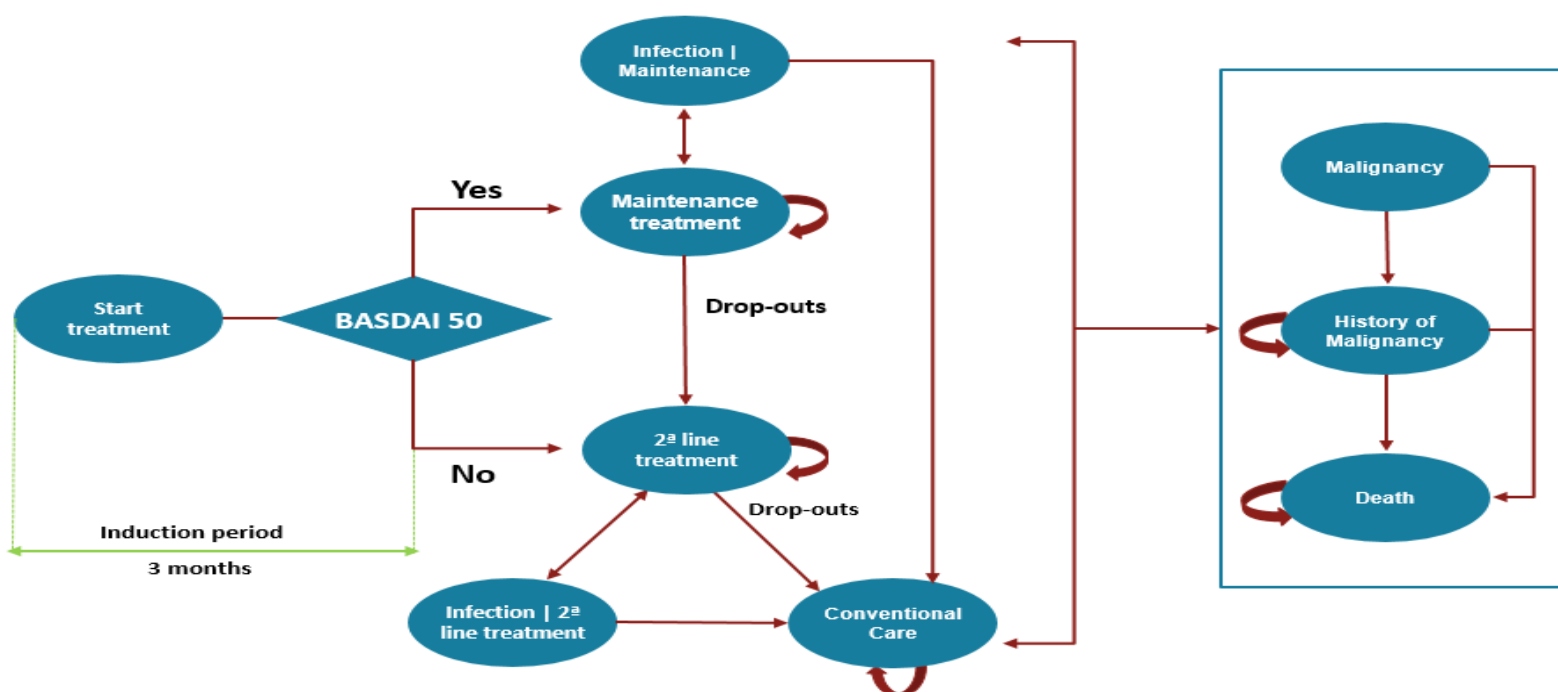 Infection |
Maintenance
Malignancy
Yes
Maintenance
treatment
Start
treatment
BASDAI 50
Drop-outs
History of
Malignancy
No
2ª line
treatment
Drop-outs
Death
Induction period
3 months
Infection | 2ª
line treatment
Conventional
Care